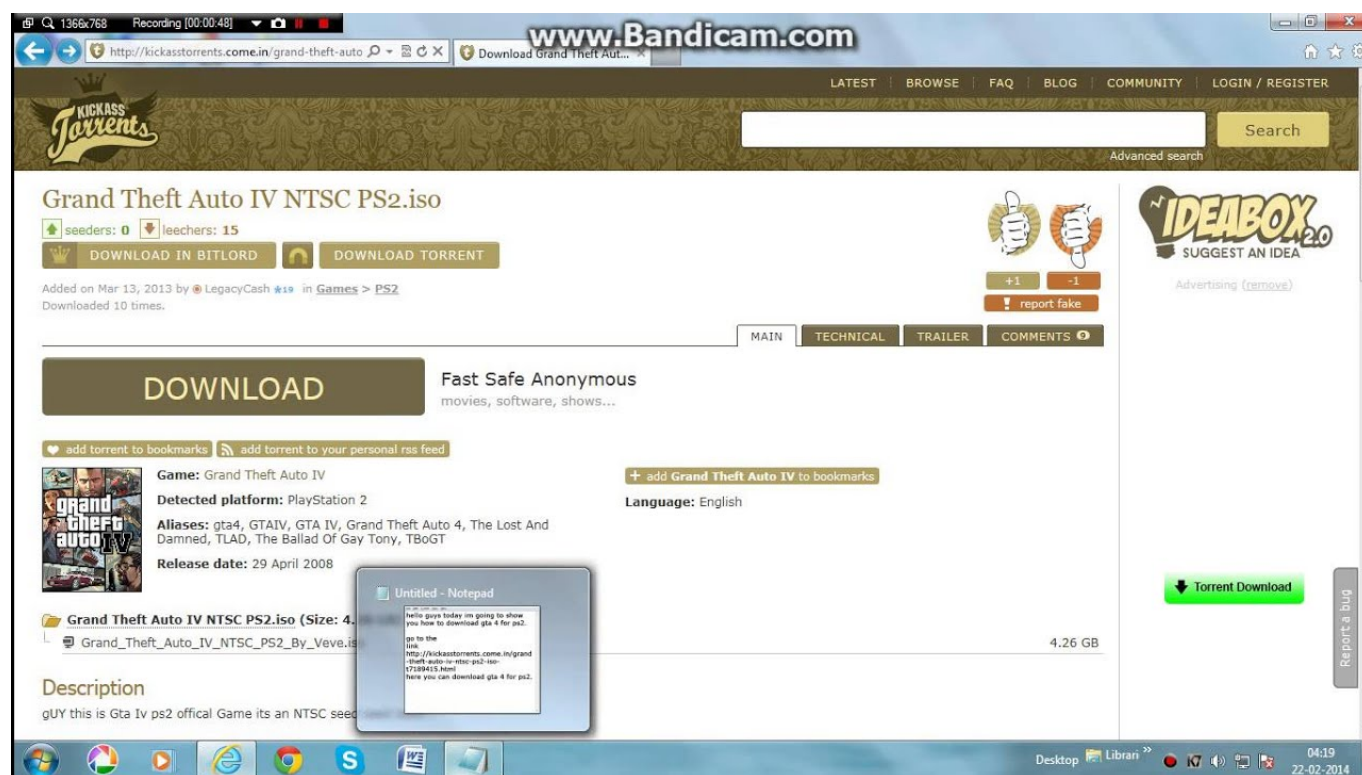 1366x768 Recording [00:00:48]
www.Bandicam.com
http://kickasstorrents.come.in/grand-theft-auto
Download Grand Theft Aut...
LATEST BROWSE FAQ BLOG COMMUNITY LOGIN / REGISTER
KICKASS
Torrents
Search
Advanced search
Grand Theft Auto IV NTSC PS2.iso
seeders: 0 leechers: 15
DOWNLOAD IN BITLORD DOWNLOAD TORRENT
Added on Mar 13, 2013 by LegacyCash ★19 in Games > PS2
Downloaded 10 times.
+1 -1
! report fake
IDEABOX 2.0
SUGGEST AN IDEA
Advertising (remove)
MAIN TECHNICAL TRAILER COMMENTS 9
DOWNLOAD
Fast Safe Anonymous
movies, software, shows...
add torrent to bookmarks add torrent to your personal rss feed
grand
theft
auto IV
Game: Grand Theft Auto IV
Detected platform: PlayStation 2
Aliases: gta4, GTAIV, GTA IV, Grand Theft Auto 4, The Lost And
Damned, TLAD, The Ballad Of Gay Tony, TBoGT
Release date: 29 April 2008
+ add Grand Theft Auto IV to bookmarks
Language: English
Torrent Download
Report a bug
Untitled - Notepad
hello guys today im going to show
you how to download gta 4 for ps2.
go to the
link
http://kickasstorrents.come.in/grand
-theft-auto-iv-ntsc-ps2-iso-
t7189415.html
here you can download gta 4 for ps2.
Grand Theft Auto IV NTSC PS2.iso (Size: 4.
Grand_Theft_Auto_IV_NTSC_PS2_By_Veve.is
4.26 GB
Description
gUY this is Gta Iv ps2 offical Game its an NTSC seed
Desktop Librari »
04:19
22-02-2014